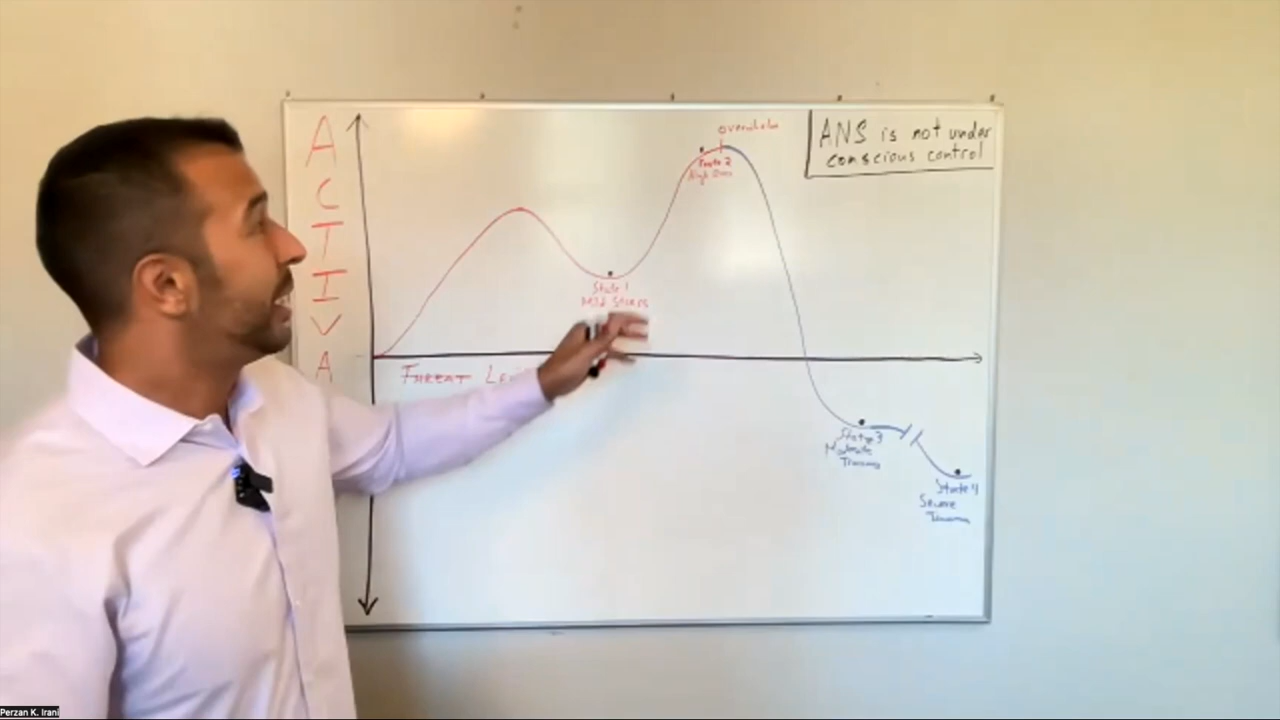 ACTIVA
overwhelm
State 2
High Stress
ANS is not under
conscious control
State 1
Mild Stress
THREAT
State 3
Moderate
Trauma
State 4
Severe
Trauma
Perzan K. Irani